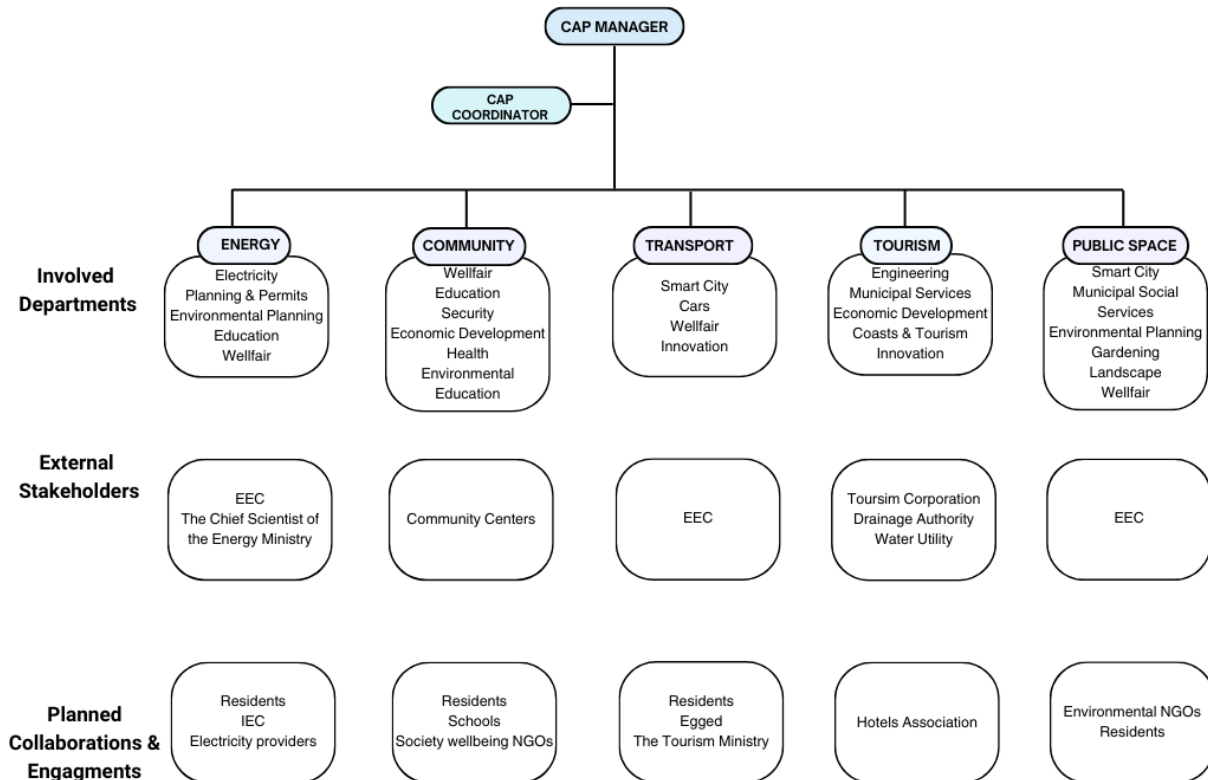 CAP MANAGER
CAP
COORDINATOR
ENERGY
COMMUNITY
TRANSPORT
TOURISM
PUBLIC SPACE
Involved
Departments
Electricity
Planning & Permits
Environmental Planning
Education
Wellfair
Wellfair
Education
Security
Economic Development
Health
Environmental
Education
Smart City
Cars
Wellfair
Innovation
Engineering
Municipal Services
Economic Development
Coasts & Tourism
Innovation
Smart City
Municipal Social
Services
Environmental Planning
Gardening
Landscape
Wellfair
External
Stakeholders
EEC
The Chief Scientist of
the Energy Ministry
Community Centers
EEC
Toursim Corporation
Drainage Authority
Water Utility
EEC
Planned
Collaborations &
Engagments
Residents
IEC
Electricity providers
Residents
Schools
Society wellbeing NGOs
Residents
Egged
The Tourism Ministry
Hotels Association
Environmental NGOs
Residents